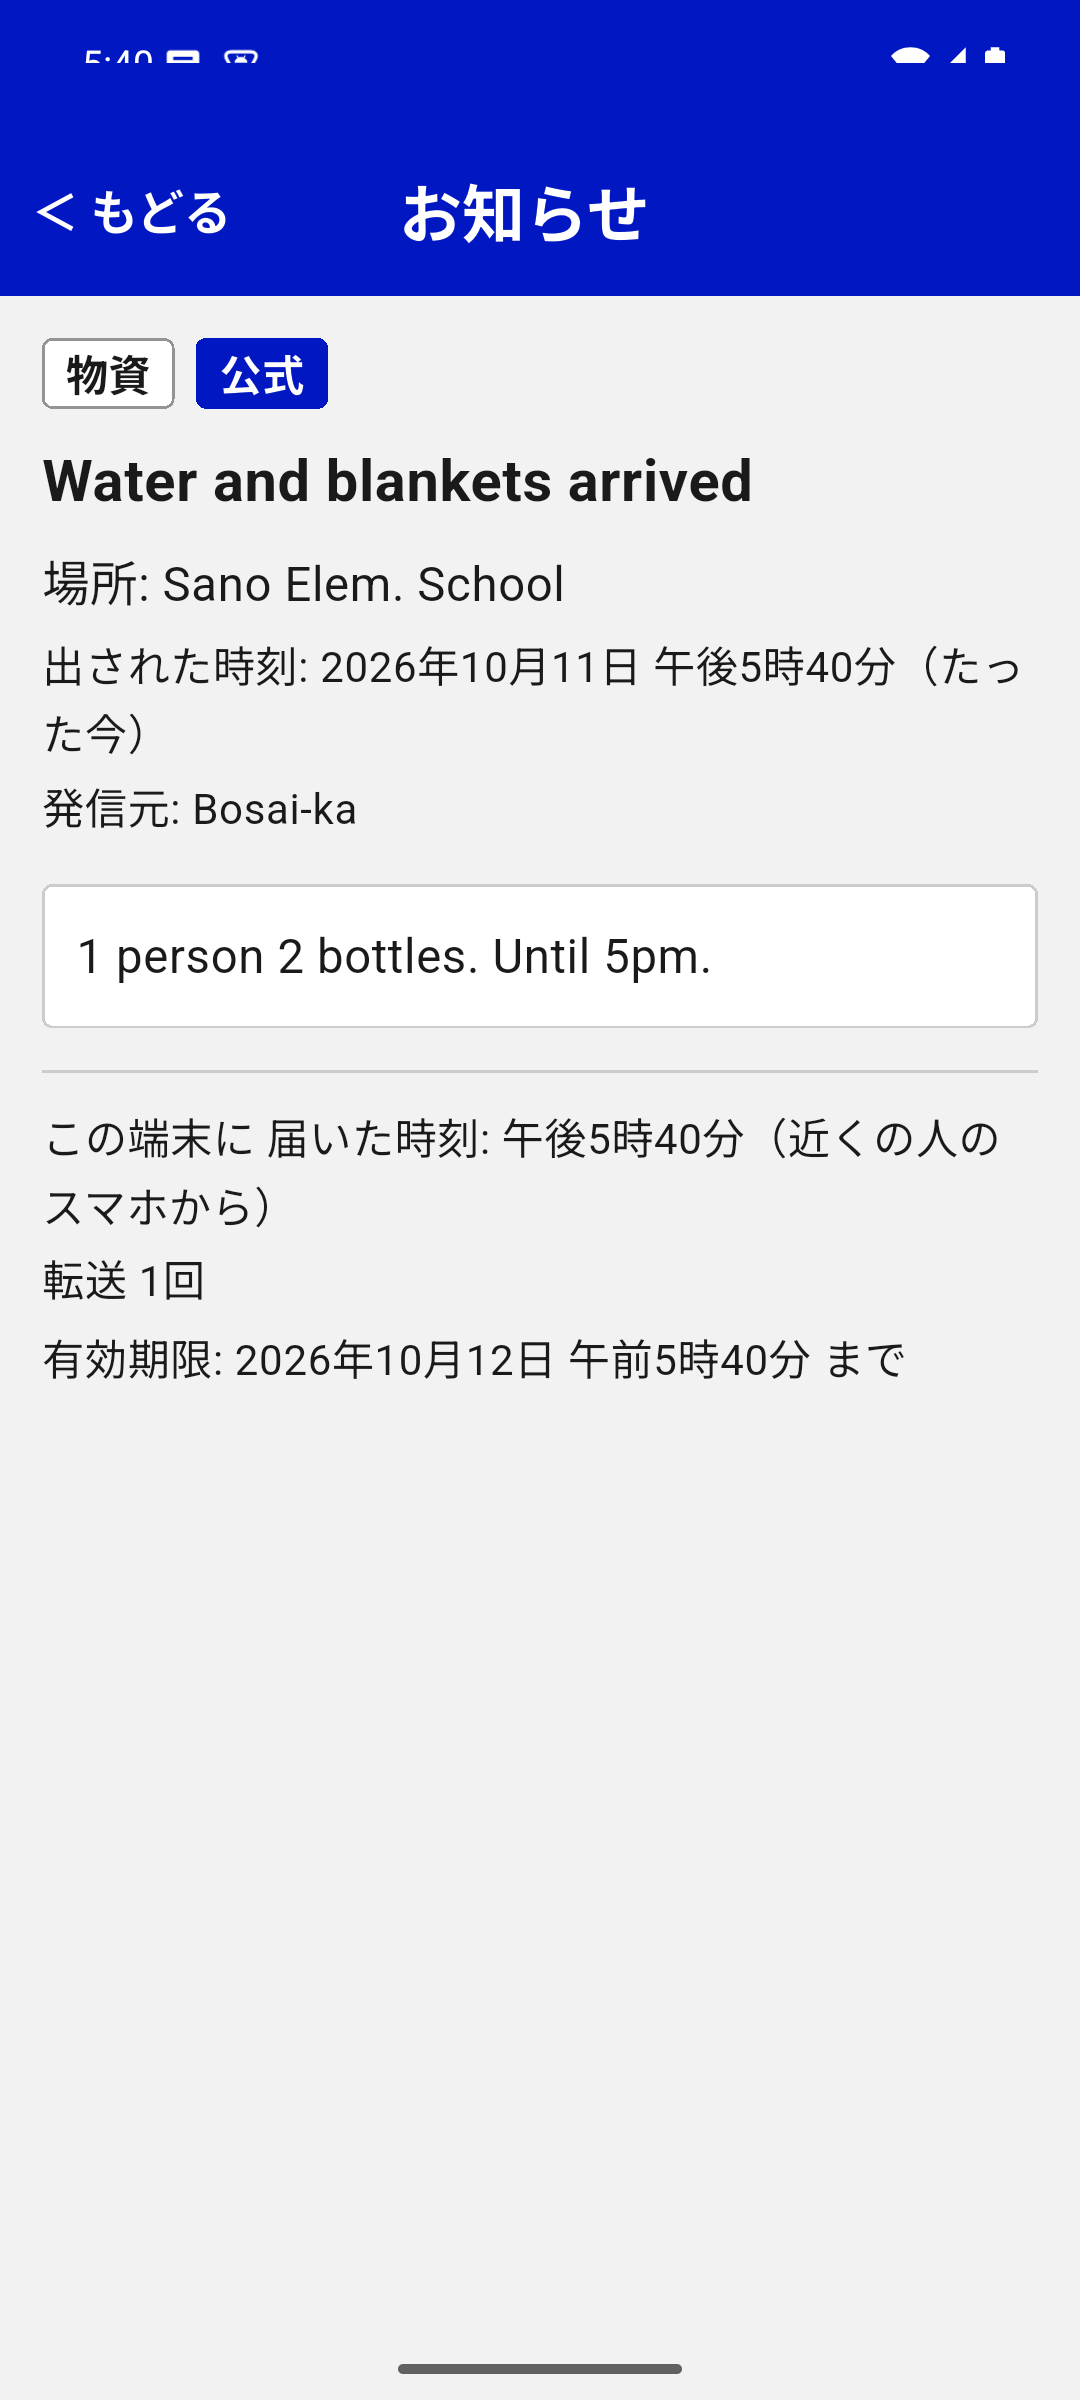 5:40
< もどる
お知らせ
物資 公式
Water and blankets arrived
場所: Sano Elem. School
出された時刻: 2026年10月11日 午後5時40分（たっ
た今）
発信元: Bosai-ka
1 person 2 bottles. Until 5pm.
この端末に 届いた時刻: 午後5時40分（近くの人の
スマホから）
転送 1回
有効期限: 2026年10月12日 午前5時40分 まで